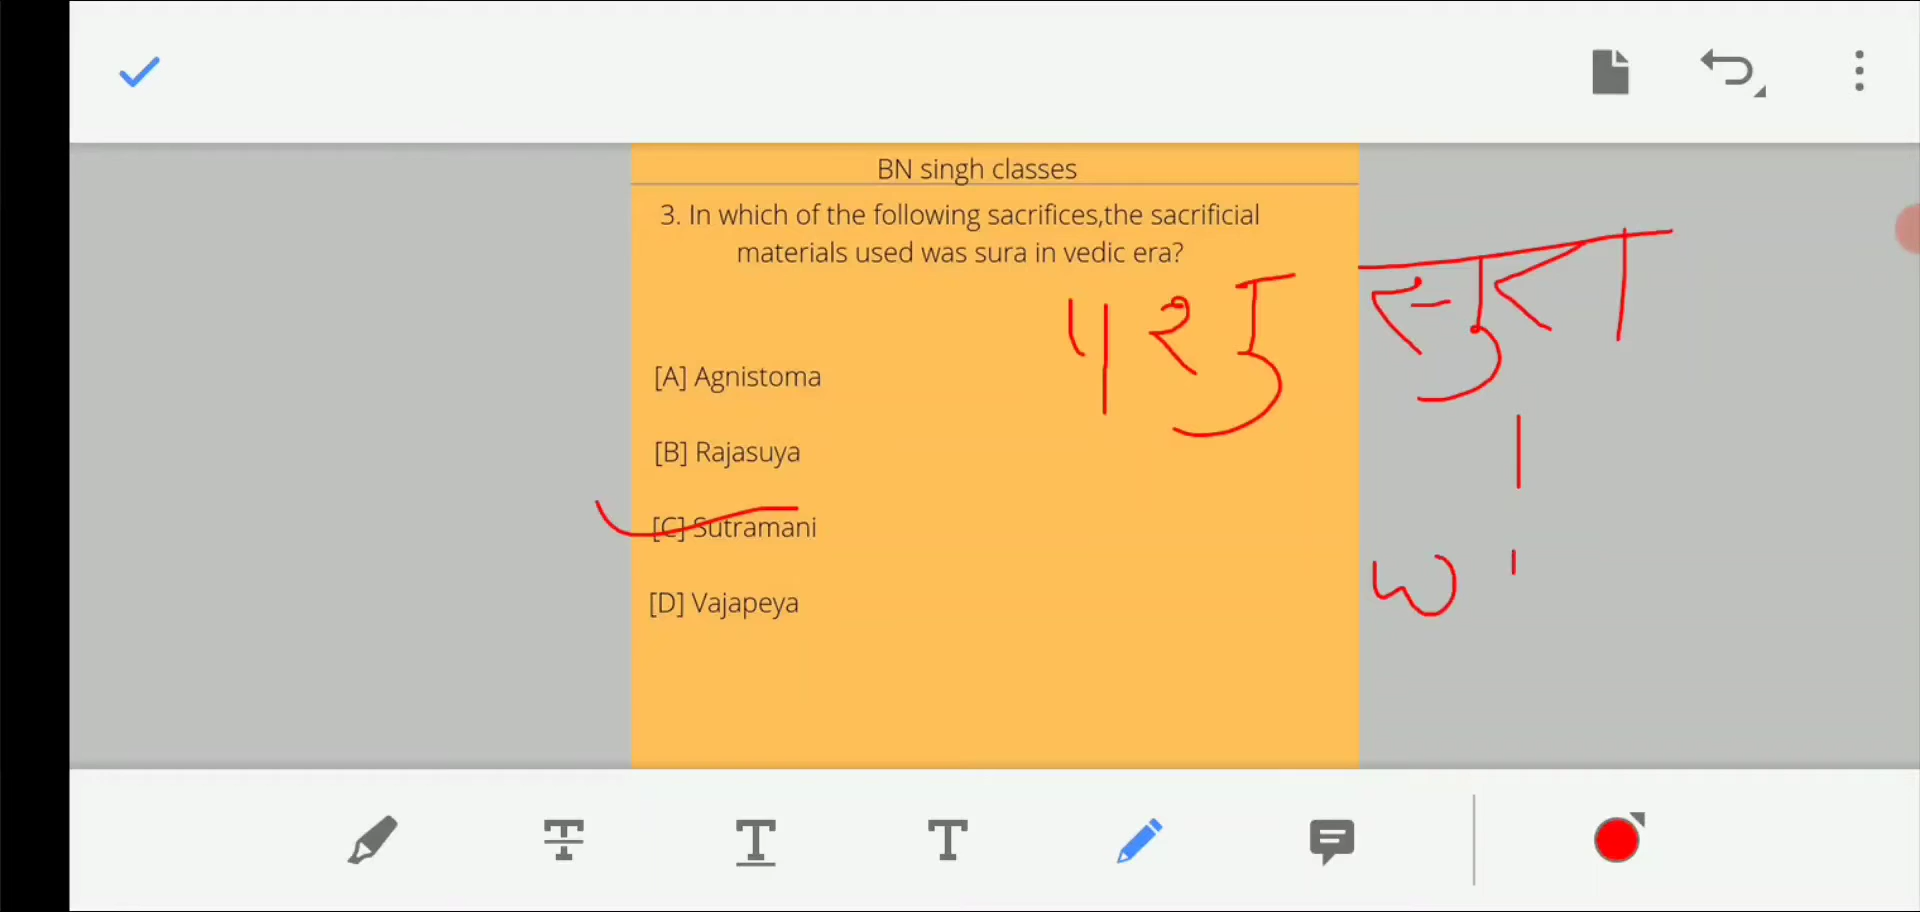 BN singh classes
3. In which of the following sacrifices,the sacrificial
materials used was sura in vedic era?
सुरा
[A] Agnistoma
[B] Rajasuya
[C] Sutramani
[D] Vajapeya